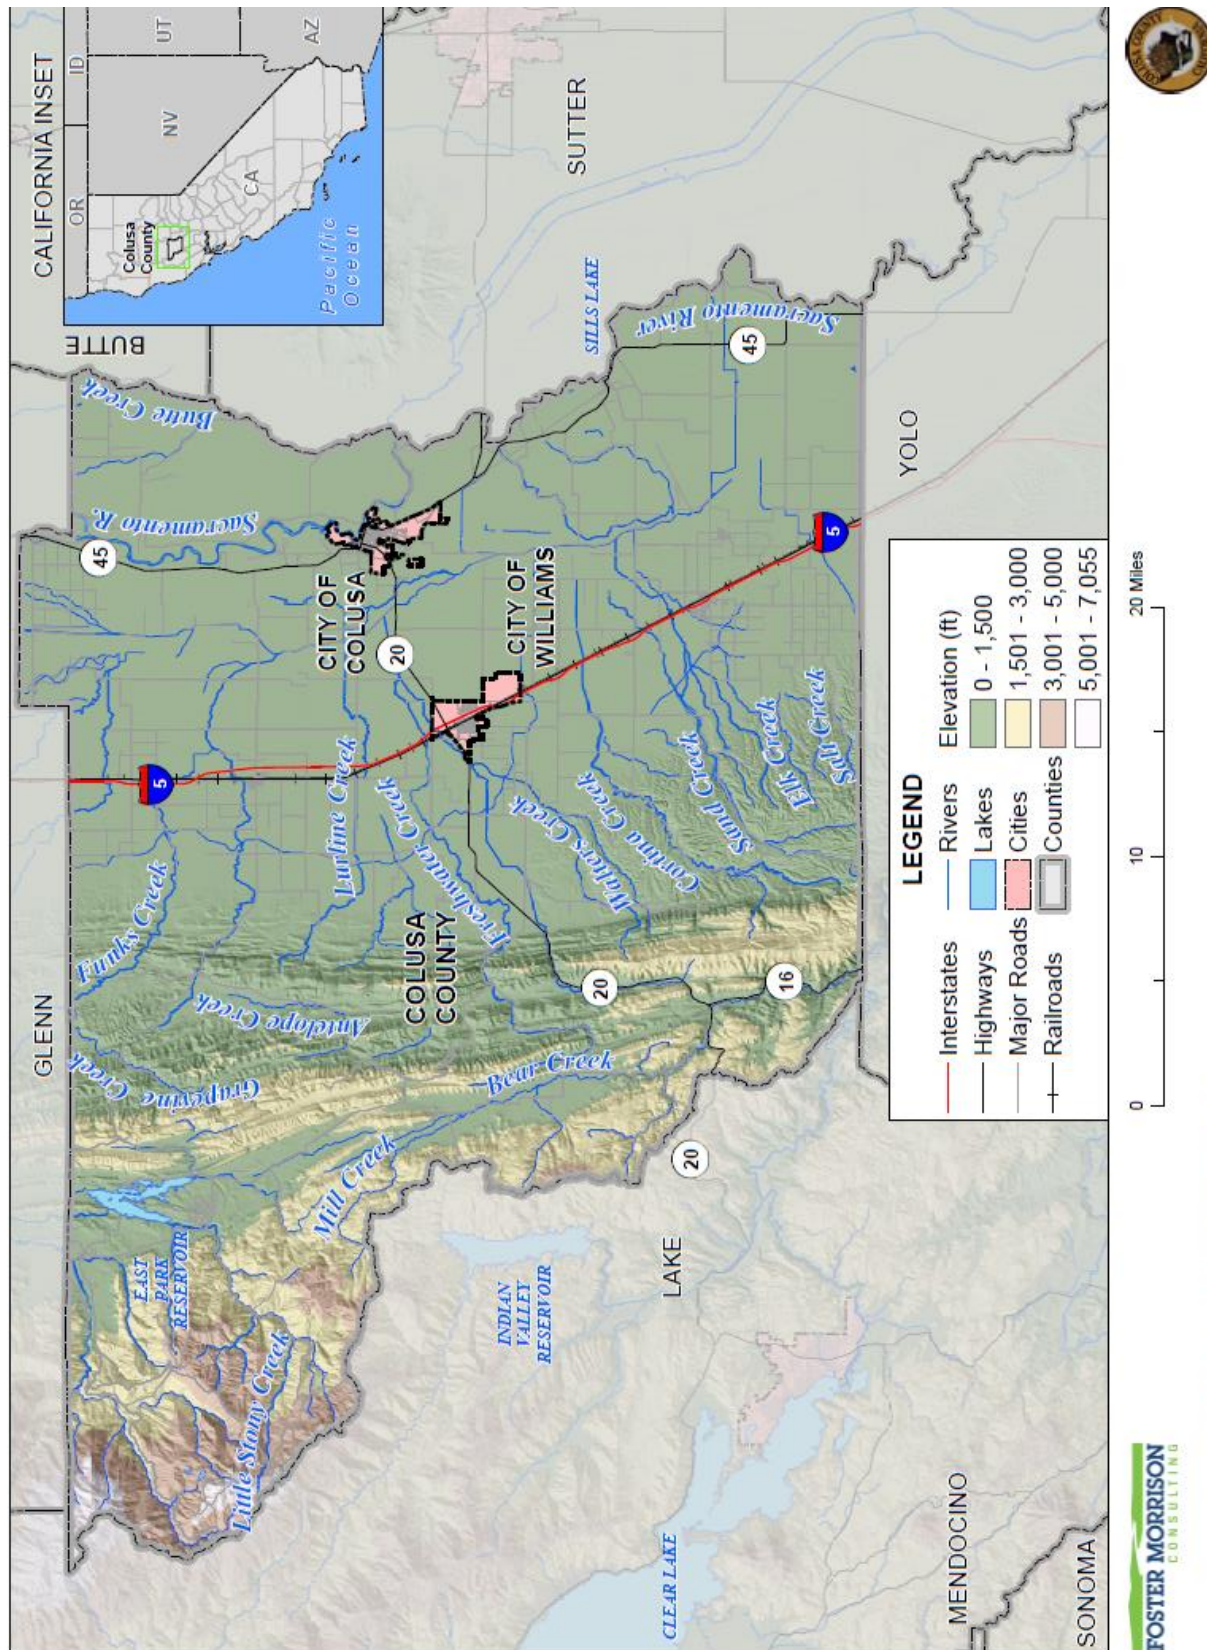 CALIFORNIA INSET
OR
ID
NV
UT
AZ
CA
Colusa
County
Pacific
Ocean
GLENN
BUTTE
SUTTER
YOLO
LAKE
MENDOCINO
SONOMA
COLUSA
COUNTY
CITY OF
COLUSA
CITY OF
WILLIAMS
EAST
PARK
RESERVOIR
INDIAN
VALLEY
RESERVOIR
CLEAR LAKE
SILLS LAKE
Little Stony Creek
Mill Creek
Bear Creek
Grapevine Creek
Antelope Creek
Funks Creek
Lurline Creek
Freshwater Creek
Walters Creek
Cortina Creek
Sand Creek
Elk Creek
Salt Creek
Sacramento R.
Butte Creek
Sacramento River
5
45
20
20
20
16
5
45
LEGEND
Interstates
Highways
Major Roads
Railroads
Rivers
Lakes
Cities
Counties
Elevation (ft)
0 - 1,500
1,501 - 3,000
3,001 - 5,000
5,001 - 7,055
0
10
20 Miles
FOSTER MORRISON
CONSULTING
COLUSA COUNTY